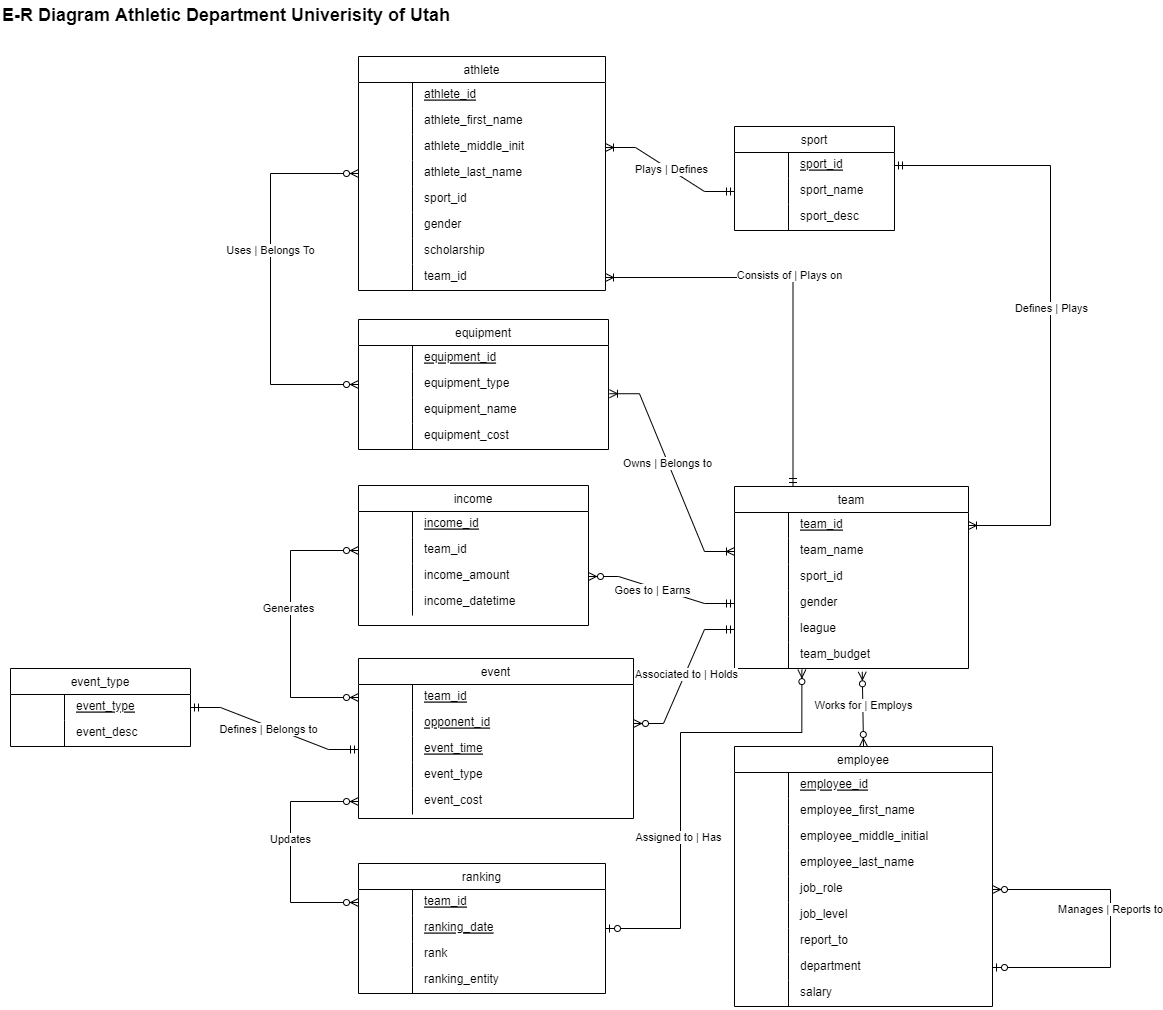 E-R Diagram Athletic Department Univerisity of Utah
athlete
athlete_id
athlete_first_name
athlete_middle_init
athlete_last_name
sport_id
gender
scholarship
team_id
sport
sport_id
sport_name
sport_desc
Plays | Defines
Uses | Belongs To
Consists of | Plays on
Defines | Plays
equipment
equipment_id
equipment_type
equipment_name
equipment_cost
Owns | Belongs to
income
income_id
team_id
income_amount
income_datetime
team
team_id
team_name
sport_id
gender
league
team_budget
Goes to | Earns
Generates
Associated to | Holds
event
team_id
opponent_id
event_time
event_type
event_cost
event_type
event_type
event_desc
Defines | Belongs to
Works for | Employs
Updates
Assigned to | Has
ranking
team_id
ranking_date
rank
ranking_entity
employee
employee_id
employee_first_name
employee_middle_initial
employee_last_name
job_role
job_level
report_to
department
salary
Manages | Reports to